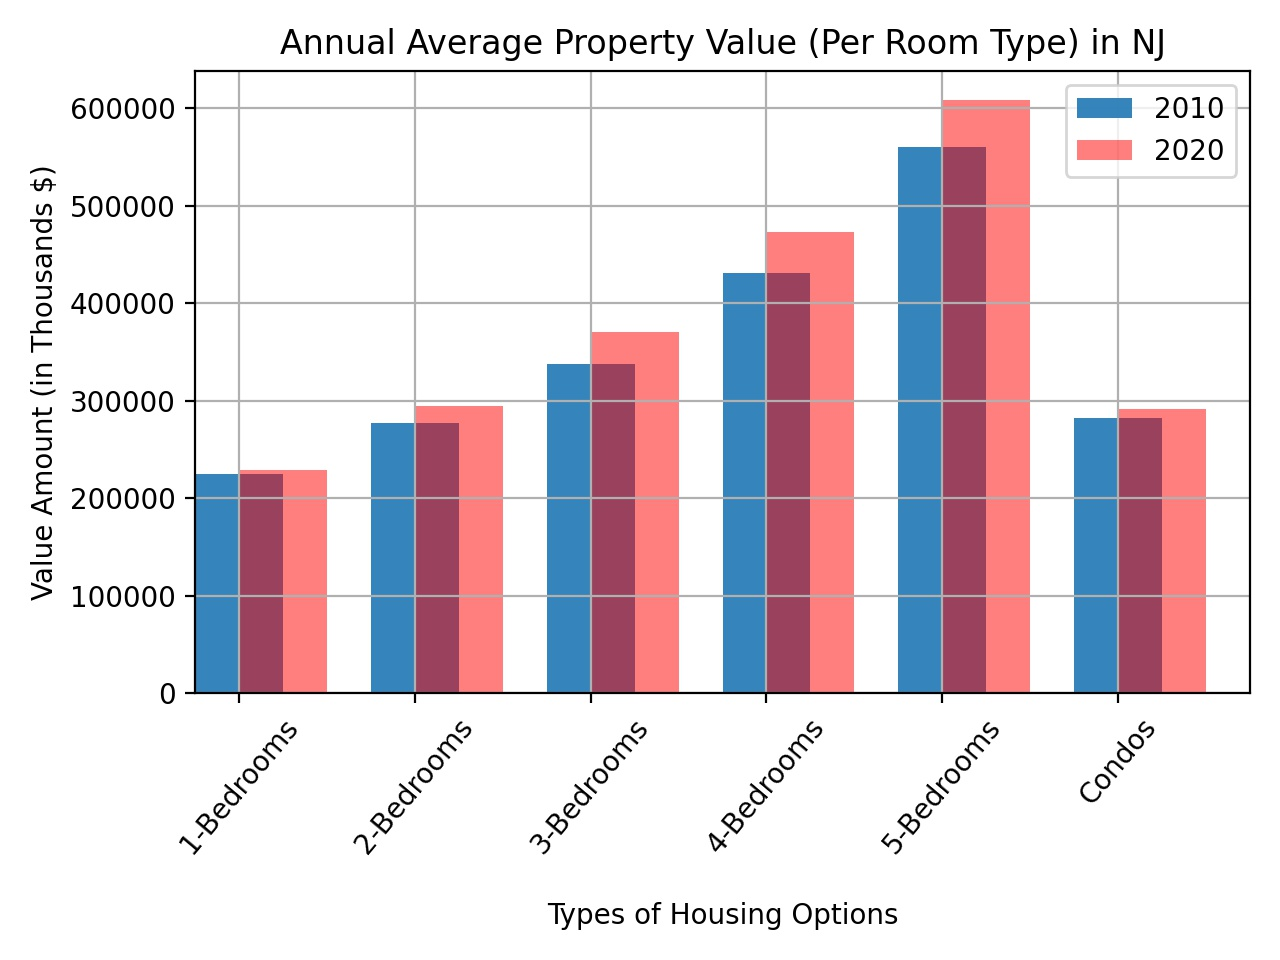 Annual Average Property Value (Per Room Type) in NJ
2010
2020
Value Amount (in Thousands $)
600000
500000
400000
300000
200000
100000
0
1-Bedrooms
2-Bedrooms
3-Bedrooms
4-Bedrooms
5-Bedrooms
Condos
Types of Housing Options